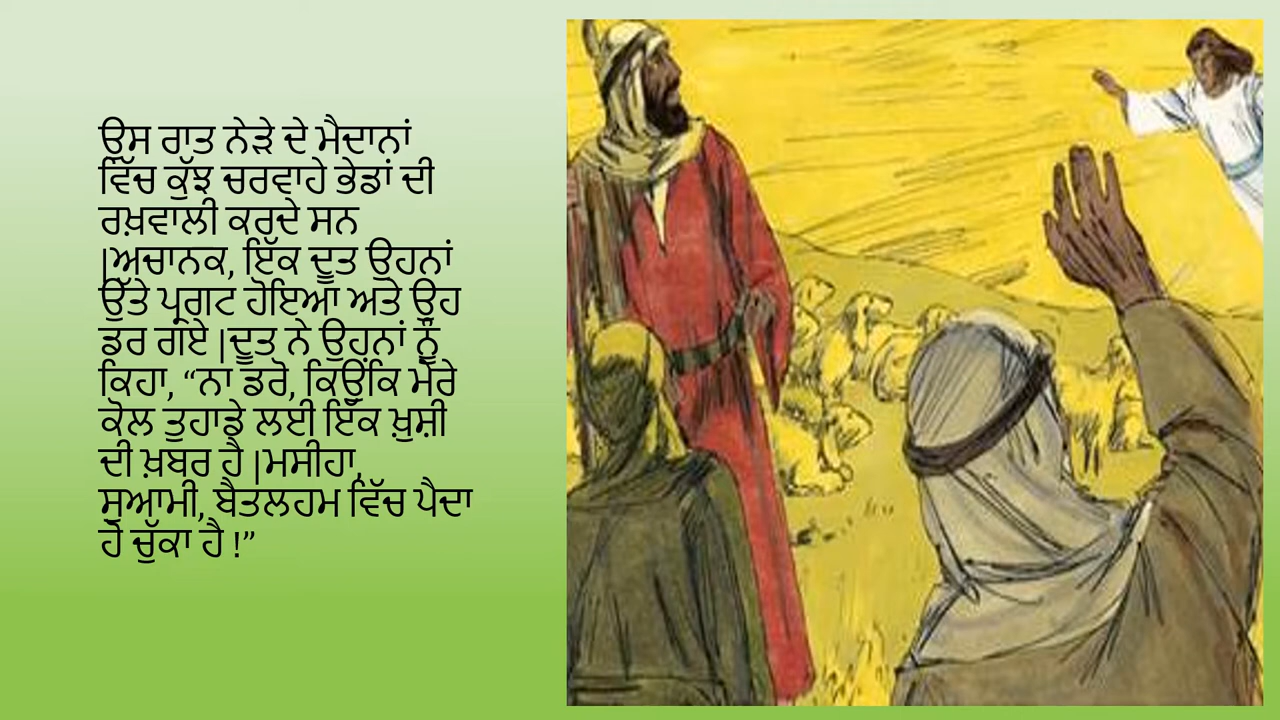 ਉਸ ਰਾਤ ਨੇੜੇ ਦੇ ਮੈਦਾਨਾਂ
ਵਿੱਚ ਕੁੱਝ ਚਰਵਾਹੇ ਭੇਡਾਂ ਦੀ
ਰਖ਼ਵਾਲੀ ਕਰਦੇ ਸਨ
|ਅਚਾਨਕ, ਇੱਕ ਦੂਤ ਉਹਨਾਂ
ਉੱਤੇ ਪ੍ਰਗਟ ਹੋਇਆ ਅਤੇ ਉਹ
ਡਰ ਗਏ |ਦੂਤ ਨੇ ਉਹਨਾਂ ਨੂੰ
ਕਿਹਾ, “ਨਾ ਡਰੋ, ਕਿਉਂਕਿ ਮੇਰੇ
ਕੋਲ ਤੁਹਾਡੇ ਲਈ ਇੱਕ ਖ਼ੁਸ਼ੀ
ਦੀ ਖ਼ਬਰ ਹੈ |ਮਸੀਹਾ,
ਸੁਆਮੀ, ਬੈਤਲਹਮ ਵਿੱਚ ਪੈਦਾ
ਹੋ ਚੁੱਕਾ ਹੈ !”